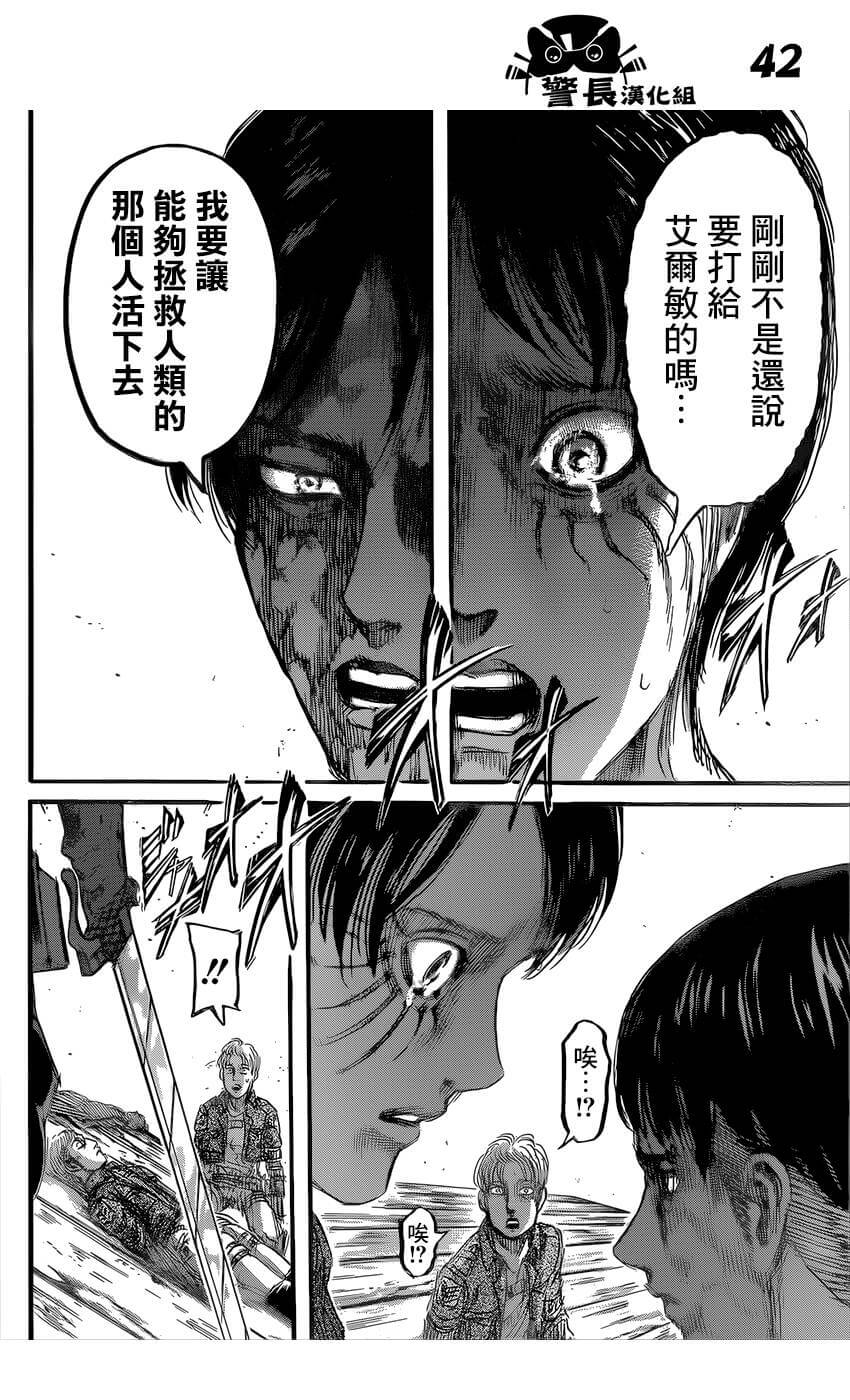 警長漢化組
42
剛剛不是還說
要打給
艾爾敏的嗎…
我要讓
能夠拯救人類的
那個人活下去
唉…!?
唉!?
!!